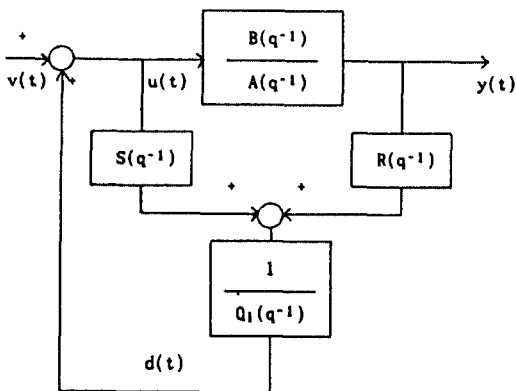 +
B(q⁻¹)
A(q⁻¹)
v(t)
+
u(t)
y(t)
S(q⁻¹)
R(q⁻¹)
+
+
1
Q₁(q⁻¹)
d(t)